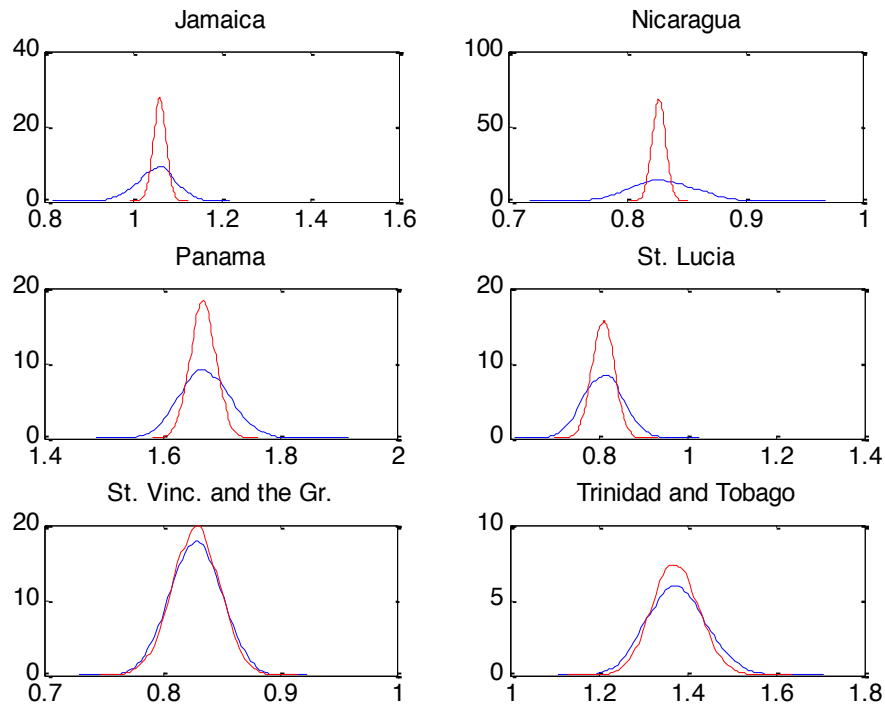 Jamaica
40
20
0
0.8 1 1.2 1.4 1.6
Nicaragua
100
50
0
0.7 0.8 0.9 1
Panama
20
10
0
1.4 1.6 1.8 2
St. Lucia
20
10
0
0.8 1 1.2 1.4
St. Vinc. and the Gr.
20
10
0
0.7 0.8 0.9 1
Trinidad and Tobago
10
5
0
1 1.2 1.4 1.6 1.8